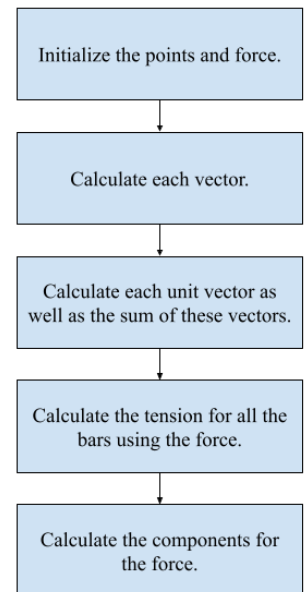 Initialize the points and force.
Calculate each vector.
Calculate each unit vector as
well as the sum of these vectors.
Calculate the tension for all the
bars using the force.
Calculate the components for
the force.